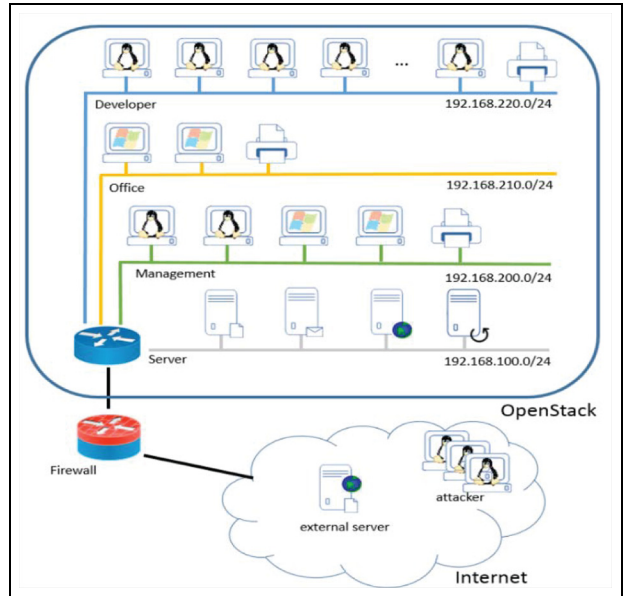 ...
Developer
192.168.220.0/24
Office
192.168.210.0/24
Management
192.168.200.0/24
Server
192.168.100.0/24
OpenStack
Firewall
external server
attacker
Internet